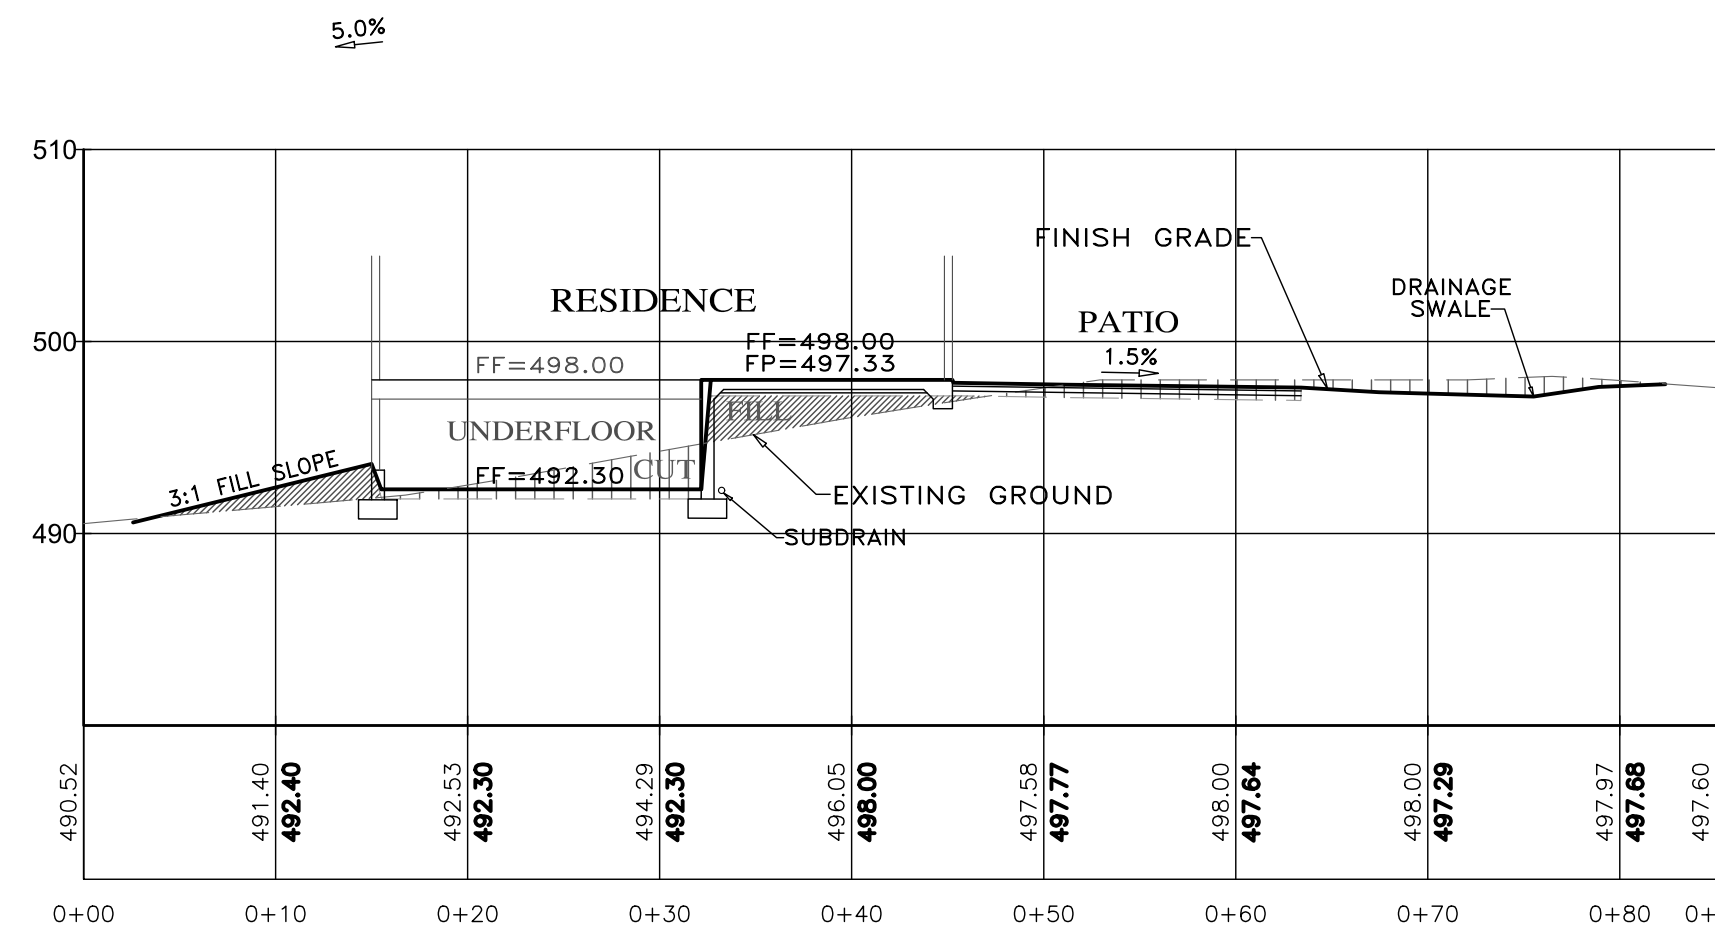 5.0%
510
500
490
FINISH GRADE
DRAINAGE
SWALE
RESIDENCE
PATIO
FF=498.00
FP=497.33
1.5%
FF=498.00
FILL
UNDERFLOOR
3:1 FILL SLOPE
FF=492.30
CUT
EXISTING GROUND
SUBDRAIN
490.52
491.40
492.40
492.53
492.30
494.29
492.30
496.05
498.00
497.58
497.77
498.00
497.64
498.00
497.29
497.97
497.68
497.60
0+00 0+10 0+20 0+30 0+40 0+50 0+60 0+70 0+80 0+